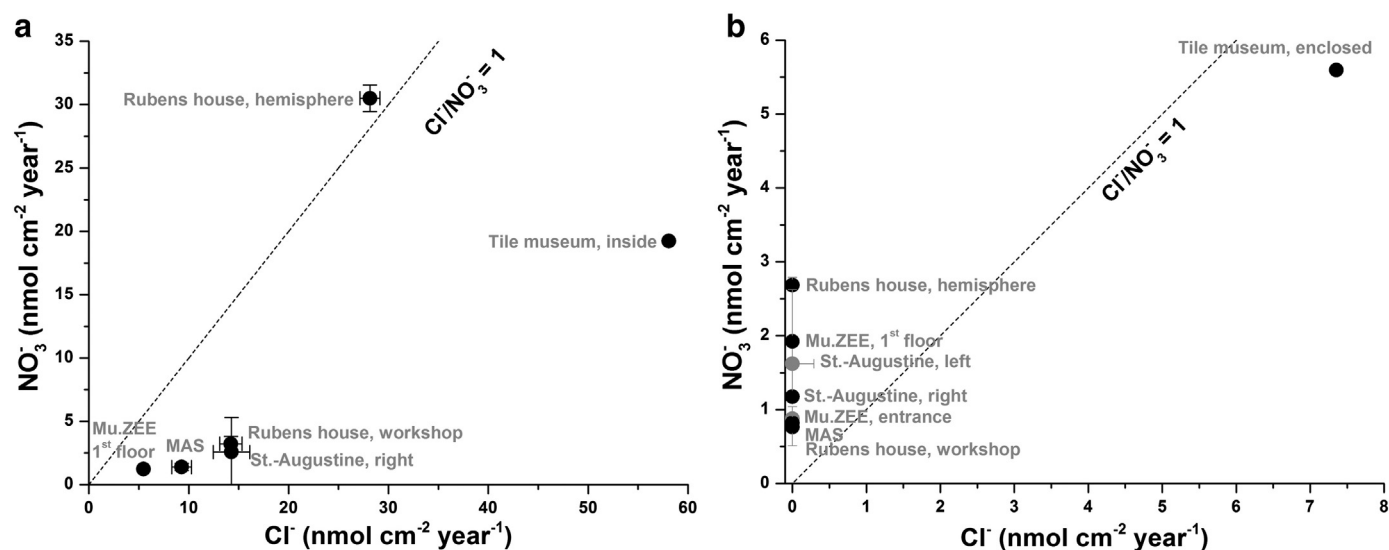 a
35
30
25
20
15
10
5
0
NO₃⁻ (nmol cm⁻² year⁻¹)
Rubens house, hemisphere
Cl⁻/NO₃⁻ = 1
Tile museum, inside
Mu.ZEE
1st floor
MAS
Rubens house, workshop
St.-Augustine, right
0 10 20 30 40 50 60
Cl⁻ (nmol cm⁻² year⁻¹)
b
6
5
4
3
2
1
0
NO₃⁻ (nmol cm⁻² year⁻¹)
Tile museum, enclosed
Cl⁻/NO₃⁻ = 1
Rubens house, hemisphere
Mu.ZEE, 1st floor
St.-Augustine, left
St.-Augustine, right
Mu.ZEE, entrance
MAS
Rubens house, workshop
0 1 2 3 4 5 6 7 8
Cl⁻ (nmol cm⁻² year⁻¹)